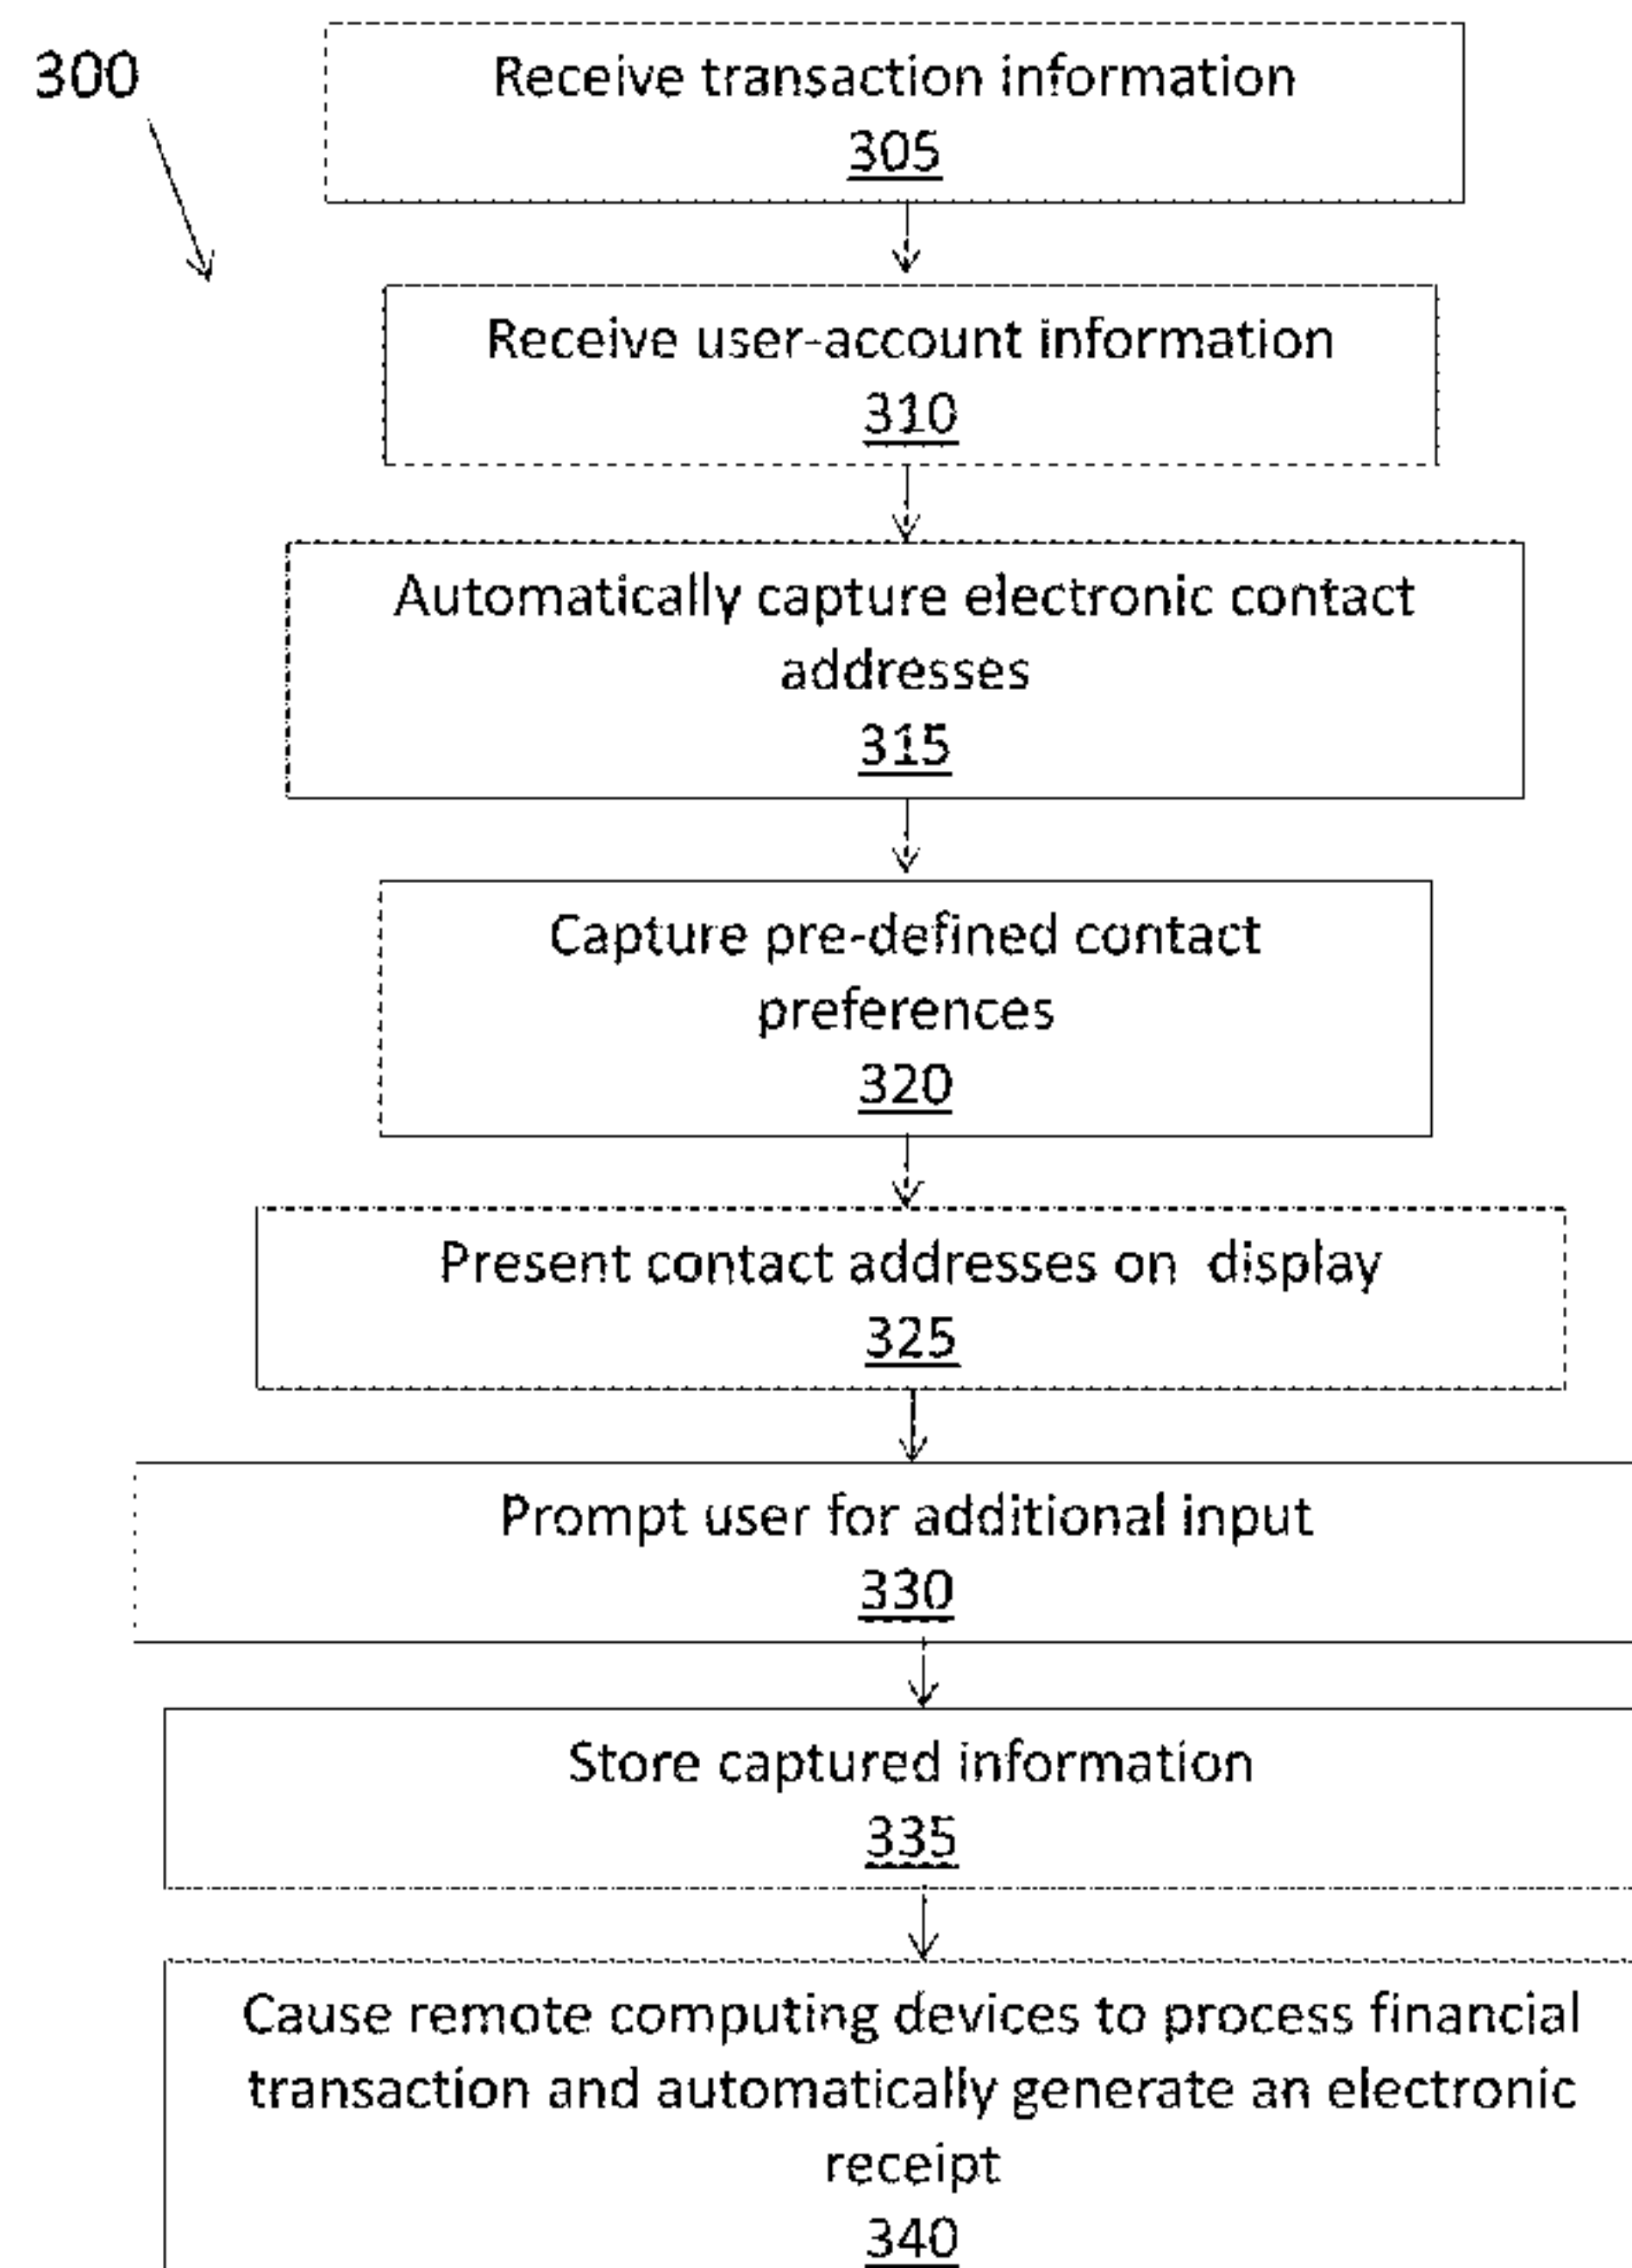 300
Receive transaction information
305
Receive user-account information
310
Automatically capture electronic contact
addresses
315
Capture pre-defined contact
preferences
320
Present contact addresses on display
325
Prompt user for additional input
330
Store captured information
335
Cause remote computing devices to process financial
transaction and automatically generate an electronic
receipt
340